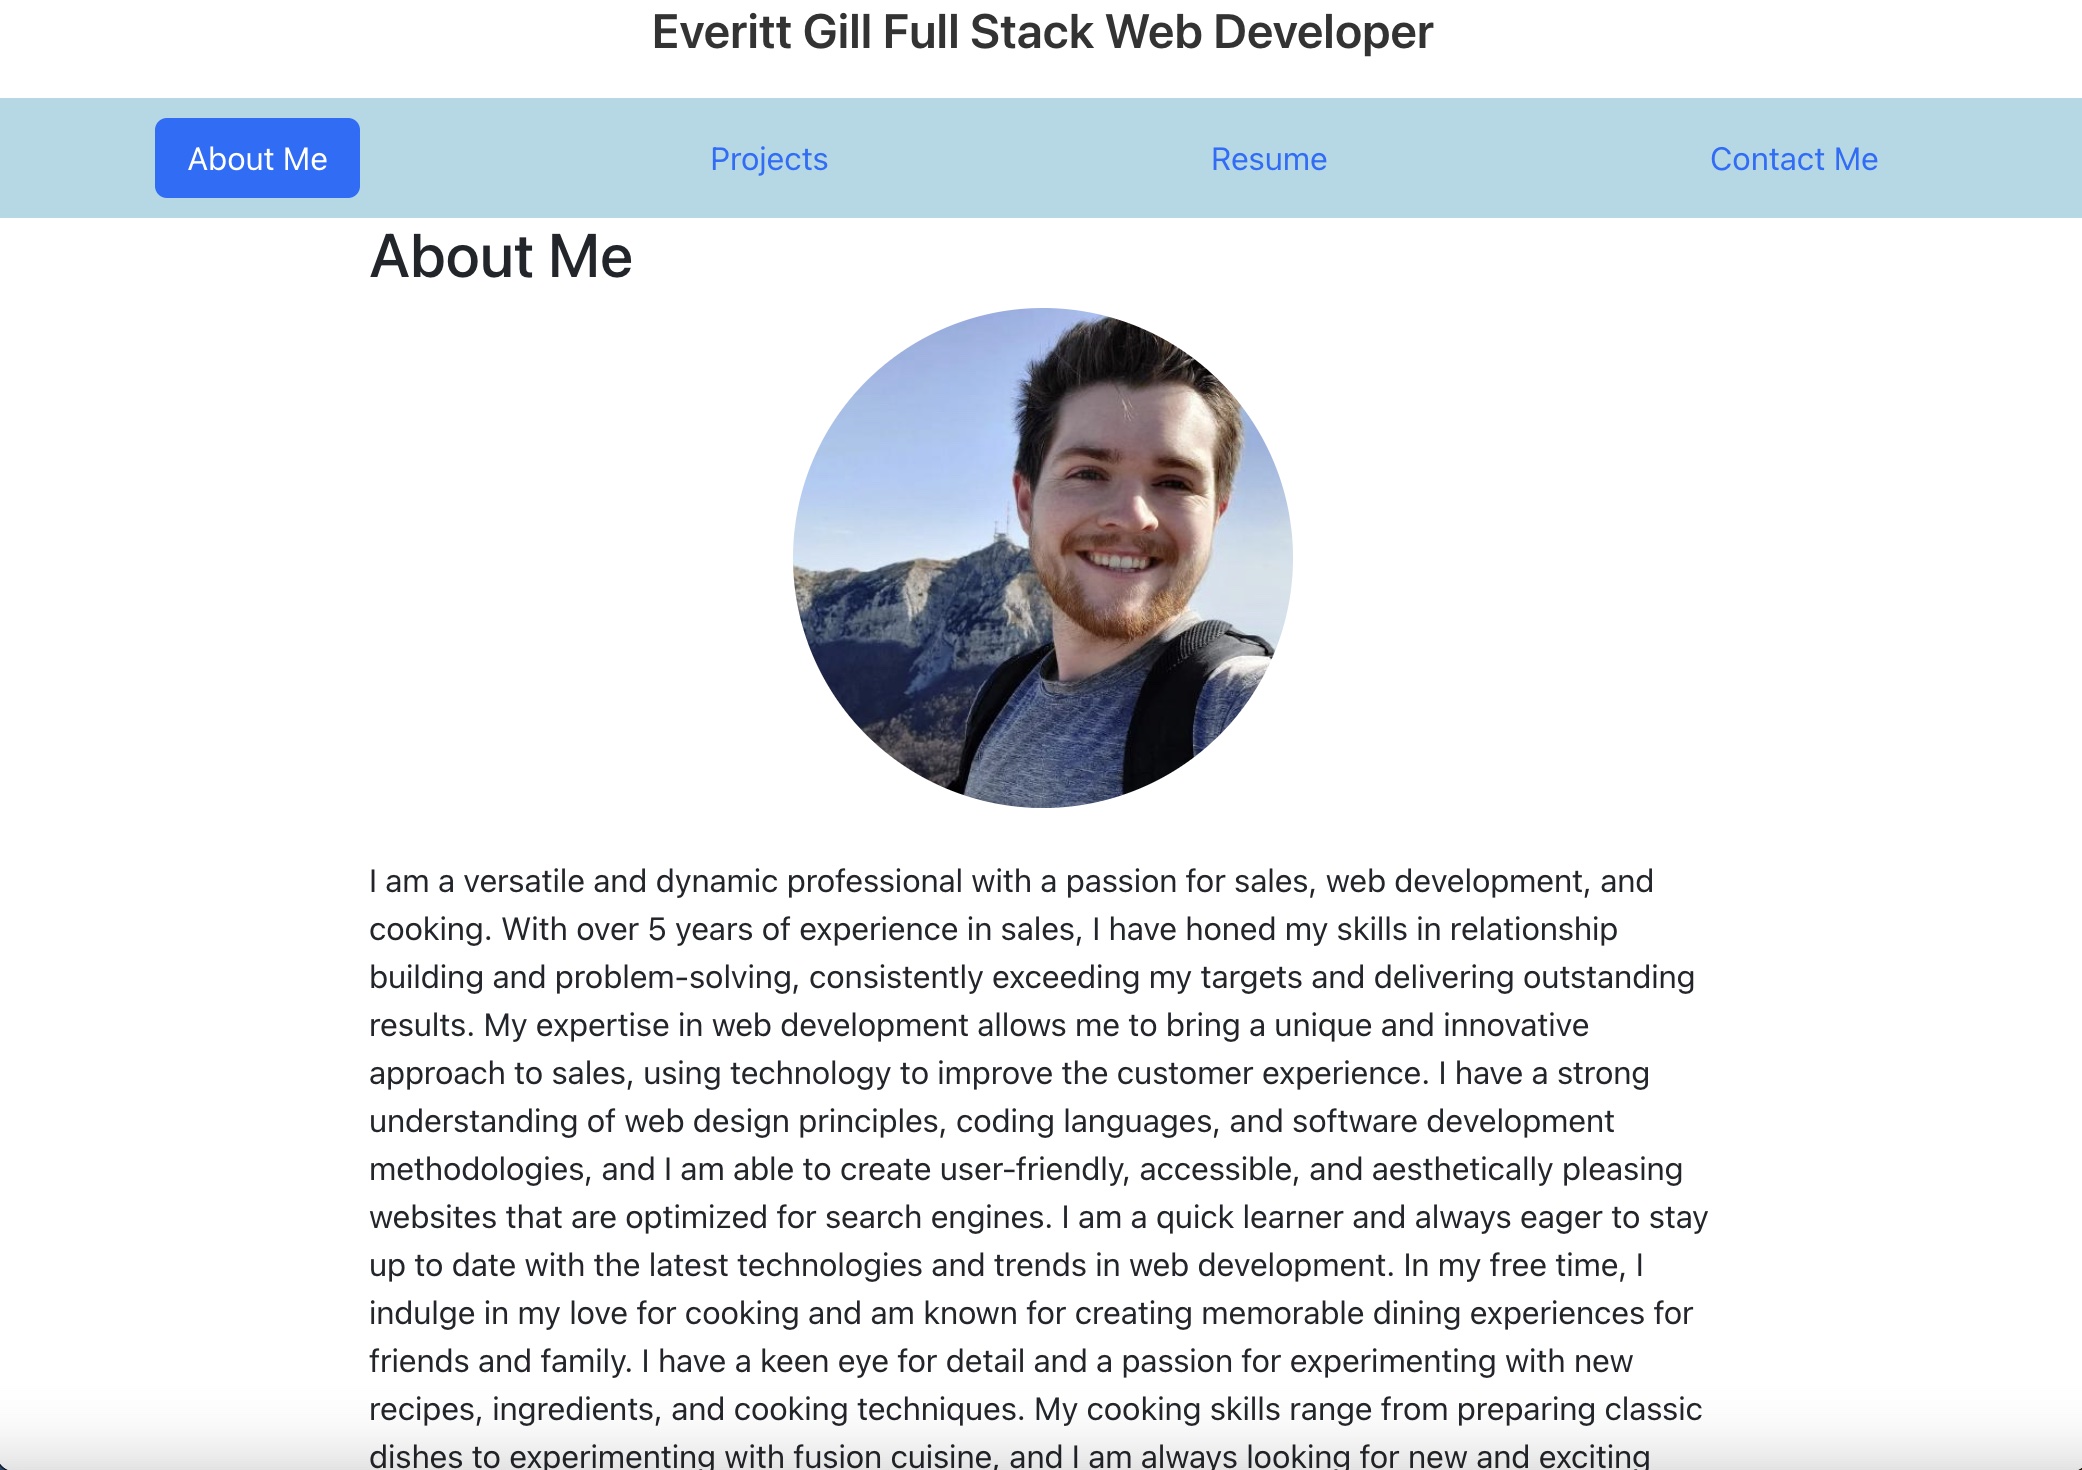 Everitt Gill Full Stack Web Developer
About Me
Projects
Resume
Contact Me
About Me
I am a versatile and dynamic professional with a passion for sales, web development, and
cooking. With over 5 years of experience in sales, I have honed my skills in relationship
building and problem-solving, consistently exceeding my targets and delivering outstanding
results. My expertise in web development allows me to bring a unique and innovative
approach to sales, using technology to improve the customer experience. I have a strong
understanding of web design principles, coding languages, and software development
methodologies, and I am able to create user-friendly, accessible, and aesthetically pleasing
websites that are optimized for search engines. I am a quick learner and always eager to stay
up to date with the latest technologies and trends in web development. In my free time, I
indulge in my love for cooking and am known for creating memorable dining experiences for
friends and family. I have a keen eye for detail and a passion for experimenting with new
recipes, ingredients, and cooking techniques. My cooking skills range from preparing classic
dishes to experimenting with fusion cuisine, and I am always looking for new and exciting